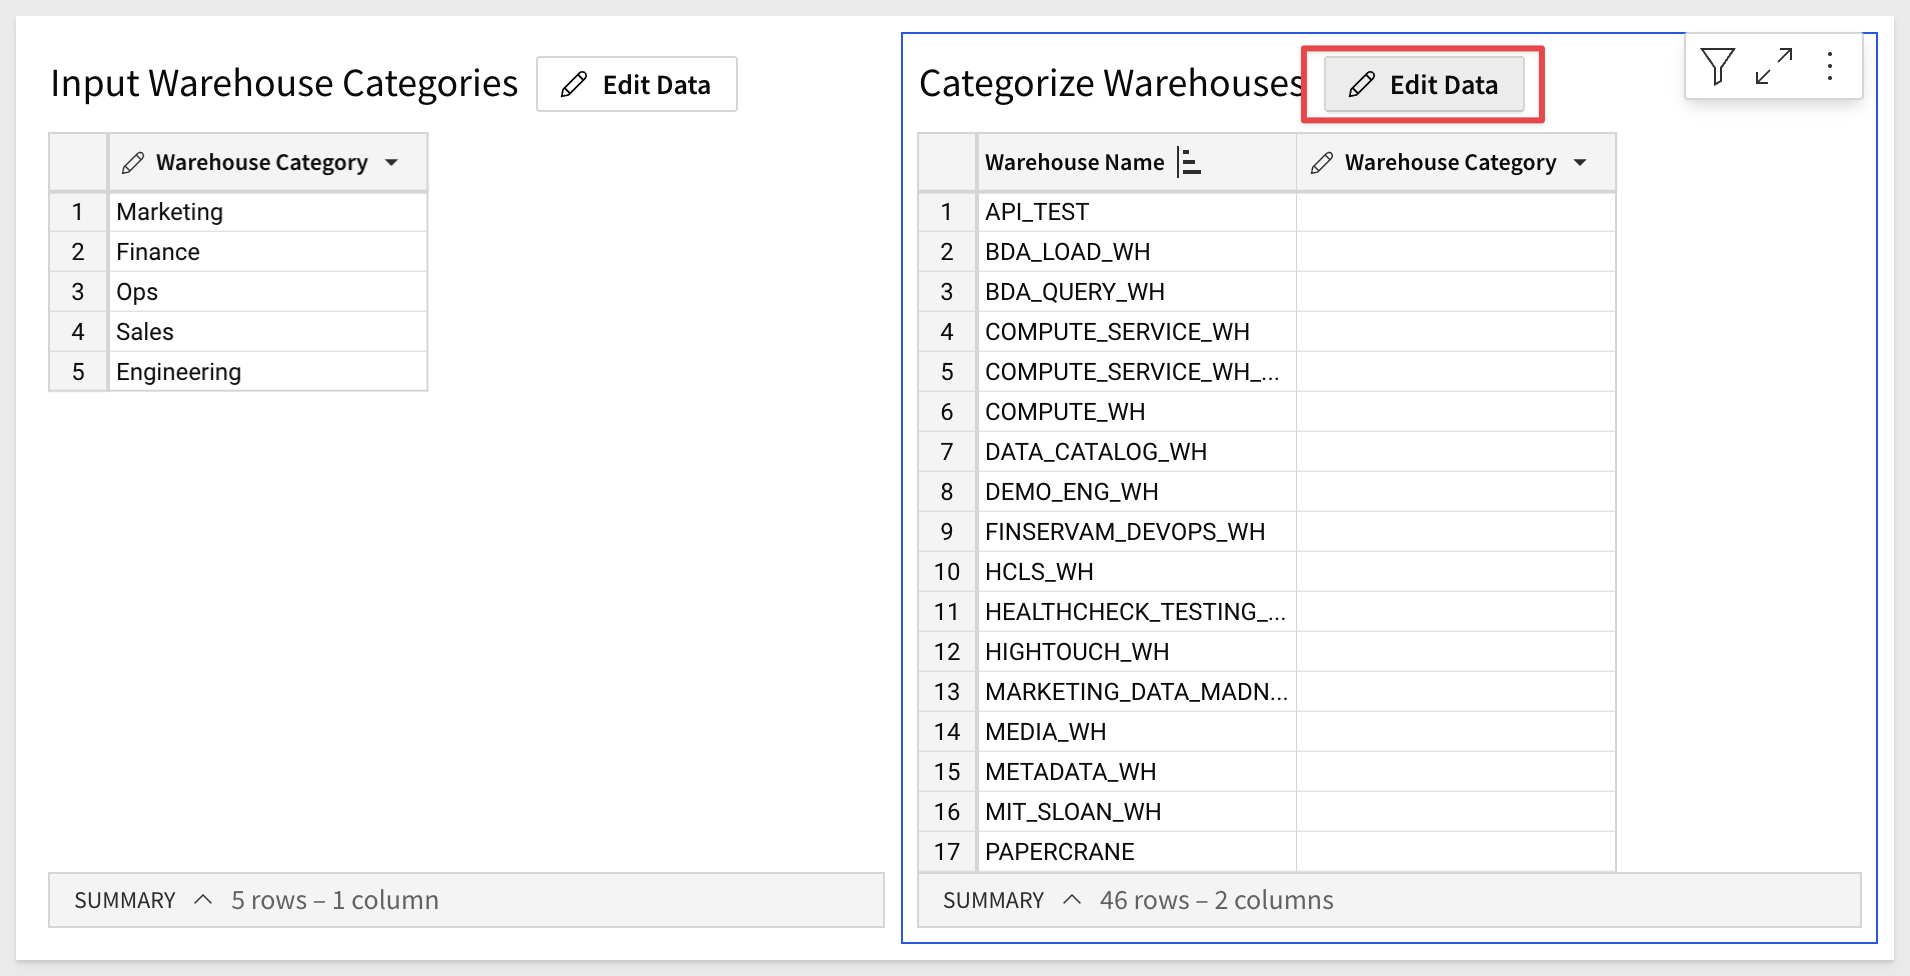 Input Warehouse Categories
Edit Data
Warehouse Category
1 Marketing
2 Finance
3 Ops
4 Sales
5 Engineering
SUMMARY 5 rows – 1 column
Categorize Warehouses
Edit Data
Warehouse Name Warehouse Category
1 API_TEST
2 BDA_LOAD_WH
3 BDA_QUERY_WH
4 COMPUTE_SERVICE_WH
5 COMPUTE_SERVICE_WH_...
6 COMPUTE_WH
7 DATA_CATALOG_WH
8 DEMO_ENG_WH
9 FINSERVAM_DEVOPS_WH
10 HCLS_WH
11 HEALTHCHECK_TESTING_...
12 HIGHTOUCH_WH
13 MARKETING_DATA_MADN...
14 MEDIA_WH
15 METADATA_WH
16 MIT_SLOAN_WH
17 PAPERCRANE
SUMMARY 46 rows – 2 columns